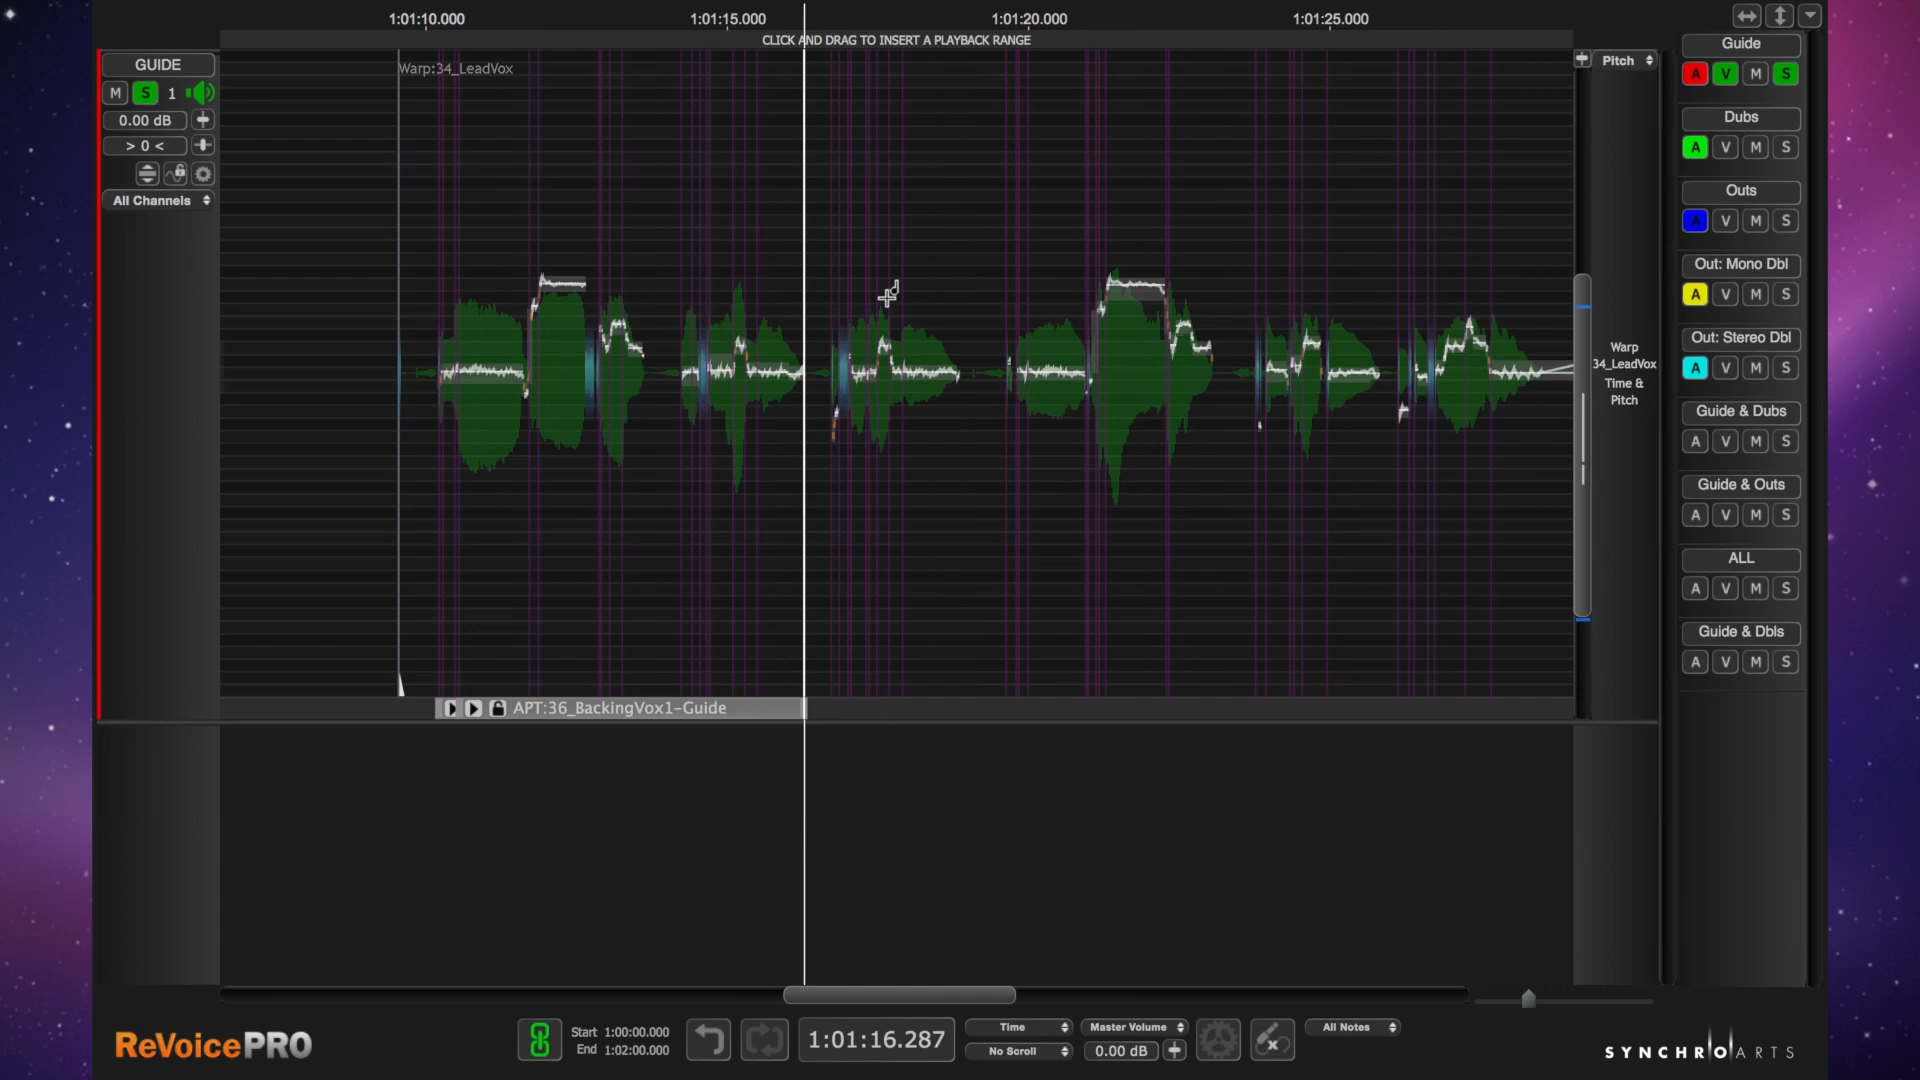 1:01:10.000 1:01:15.000 1:01:20.000 1:01:25.000
CLICK AND DRAG TO INSERT A PLAYBACK RANGE
GUIDE
M S 1
0.00 dB
> 0 <
All Channels
Warp:34_LeadVox
APT:36_BackingVox1-Guide
Pitch
Warp
34_LeadVox
Time &
Pitch
Guide
A V M S
Dubs
A V M S
Outs
A V M S
Out: Mono Dbl
A V M S
Out: Stereo Dbl
A V M S
Guide & Dubs
A V M S
Guide & Outs
A V M S
ALL
A V M S
Guide & Dbls
A V M S
ReVoicePRO
Start 1:00:00.000
End 1:02:00.000
1:01:16.287
Time
No Scroll
Master Volume
0.00 dB
All Notes
SYNCHRO ARTS